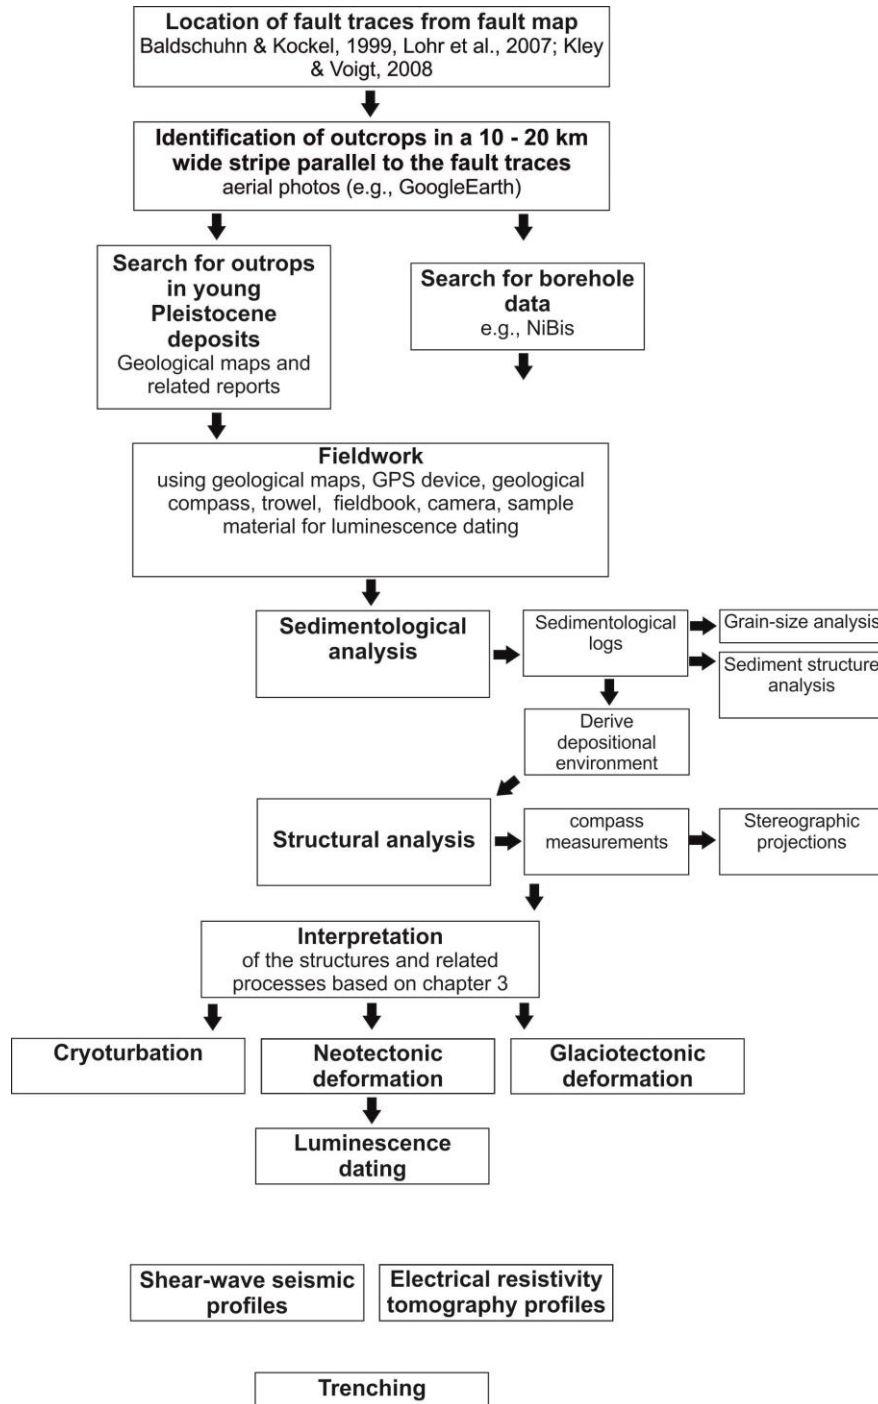 Location of fault traces from fault map
Baldschuhn & Kockel, 1999, Lohr et al., 2007; Kley
& Voigt, 2008
Identification of outcrops in a 10 - 20 km
wide stripe parallel to the fault traces
aerial photos (e.g., GoogleEarth)
Search for outrops
in young
Pleistocene
deposits
Geological maps and
related reports
Search for borehole
data
e.g., NiBis
Fieldwork
using geological maps, GPS device, geological
compass, trowel, fieldbook, camera, sample
material for luminescence dating
Sedimentological
analysis
Sedimentological
logs
Grain-size analysis
Sediment structure
analysis
Derive
depositional
environment
Structural analysis
compass
measurements
Stereographic
projections
Interpretation
of the structures and related
processes based on chapter 3
Cryoturbation
Neotectonic
deformation
Glaciotectonic
deformation
Luminescence
dating
Shear-wave seismic
profiles
Electrical resistivity
tomography profiles
Trenching